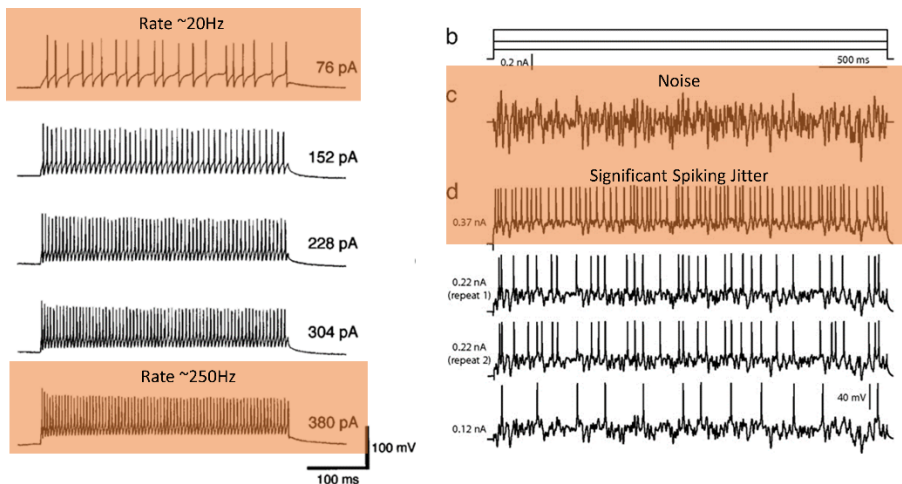 Rate ~20Hz
76 pA
152 pA
228 pA
304 pA
Rate ~250Hz
380 pA
100 mV
100 ms
b
0.2 nA
500 ms
Noise
c
Significant Spiking Jitter
d
0.37 nA
0.22 nA
(repeat 1)
0.22 nA
(repeat 2)
40 mV
0.12 nA